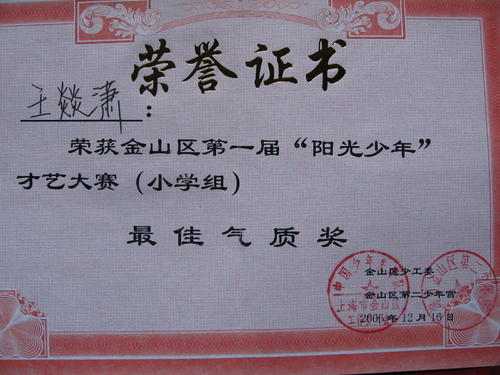 荣誉证书
王燚潇：
荣获金山区第一届“阳光少年”
才艺大赛（小学组）
最佳气质奖
金山区少工委
金山区第二少年宫
2006年12月16日